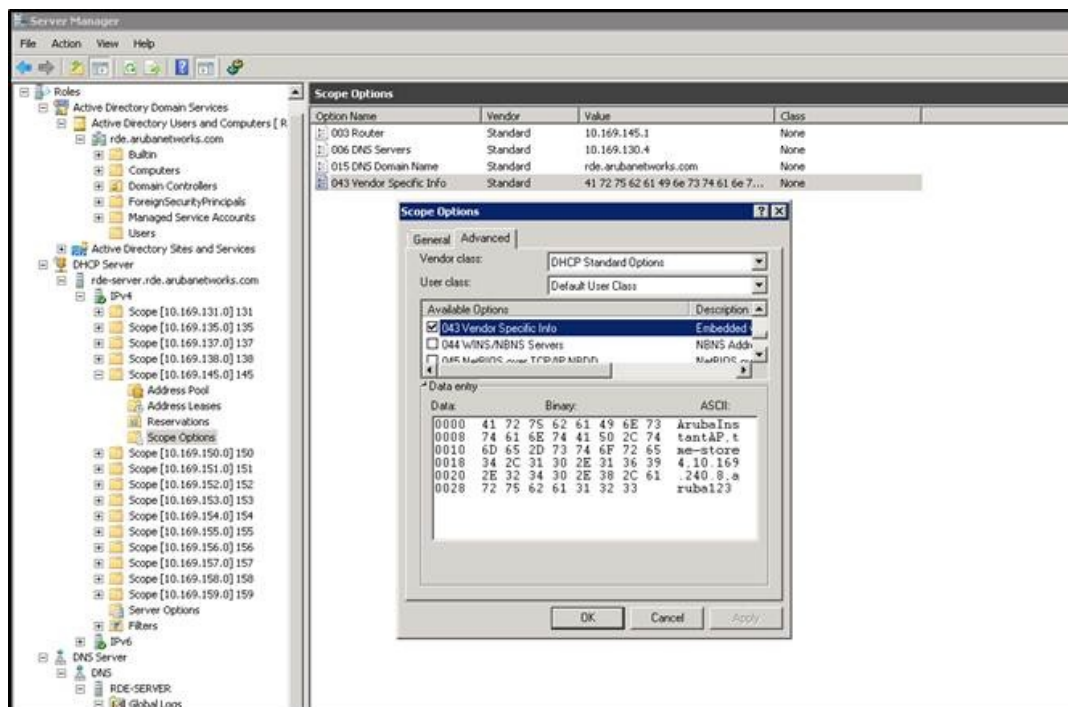 Server Manager
File Action View Help
Roles
Active Directory Domain Services
Active Directory Users and Computers [ R
rde.arubanetworks.com
Builtin
Computers
Domain Controllers
ForeignSecurityPrincipals
Managed Service Accounts
Users
Active Directory Sites and Services
DHCP Server
rde-server.rde.arubanetworks.com
IPv4
Scope [10.169.131.0] 131
Scope [10.169.135.0] 135
Scope [10.169.137.0] 137
Scope [10.169.138.0] 138
Scope [10.169.145.0] 145
Address Pool
Address Leases
Reservations
Scope Options
Scope [10.169.150.0] 150
Scope [10.169.151.0] 151
Scope [10.169.152.0] 152
Scope [10.169.153.0] 153
Scope [10.169.154.0] 154
Scope [10.169.155.0] 155
Scope [10.169.156.0] 156
Scope [10.169.157.0] 157
Scope [10.169.158.0] 158
Scope [10.169.159.0] 159
Server Options
Filters
IPv6
DNS Server
DNS
RDE-SERVER
Global Logs
Scope Options
Option Name Vendor Value Class
003 Router Standard 10.169.145.1 None
006 DNS Servers Standard 10.169.130.4 None
015 DNS Domain Name Standard rde.arubanetworks.com None
043 Vendor Specific Info Standard 41 72 75 62 61 49 6e 73 74 61 6e 7... None
Scope Options
General Advanced
Vendor class: DHCP Standard Options
User class: Default User Class
Available Options Description
043 Vendor Specific Info Embedded
044 WINS/NBNS Servers NBNS Addr
045 NetBIOS over TCP/IP NBDD NetBIOS
Data entry
Data: Binary: ASCII:
0000 41 72 75 62 61 49 6E 73 ArubaIns
0008 74 61 6E 74 41 50 2C 74 tantAP,t
0010 6D 65 2D 73 74 6F 72 65 me-store
0018 34 2C 31 30 2E 31 36 39 4,10.169
0020 2E 32 34 30 2E 38 2C 61 .240.8,a
0028 72 75 62 61 31 32 33 ruba123
OK Cancel Apply